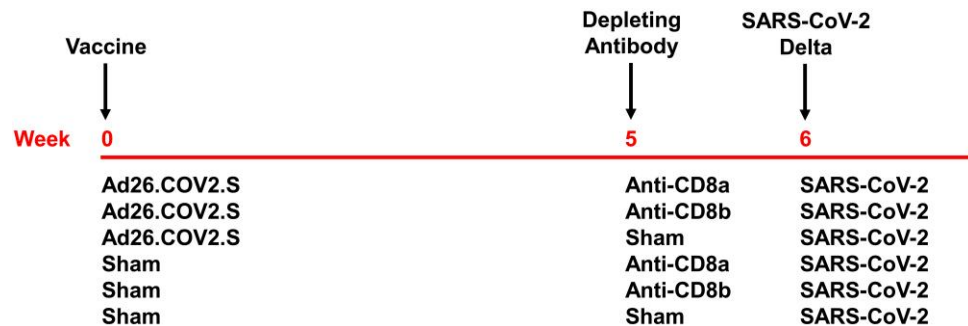 Vaccine
Depleting Antibody
SARS-CoV-2 Delta
Week 0 5 6
Ad26.COV2.S Anti-CD8a SARS-CoV-2
Ad26.COV2.S Anti-CD8b SARS-CoV-2
Ad26.COV2.S Sham SARS-CoV-2
Sham Anti-CD8a SARS-CoV-2
Sham Anti-CD8b SARS-CoV-2
Sham Sham SARS-CoV-2